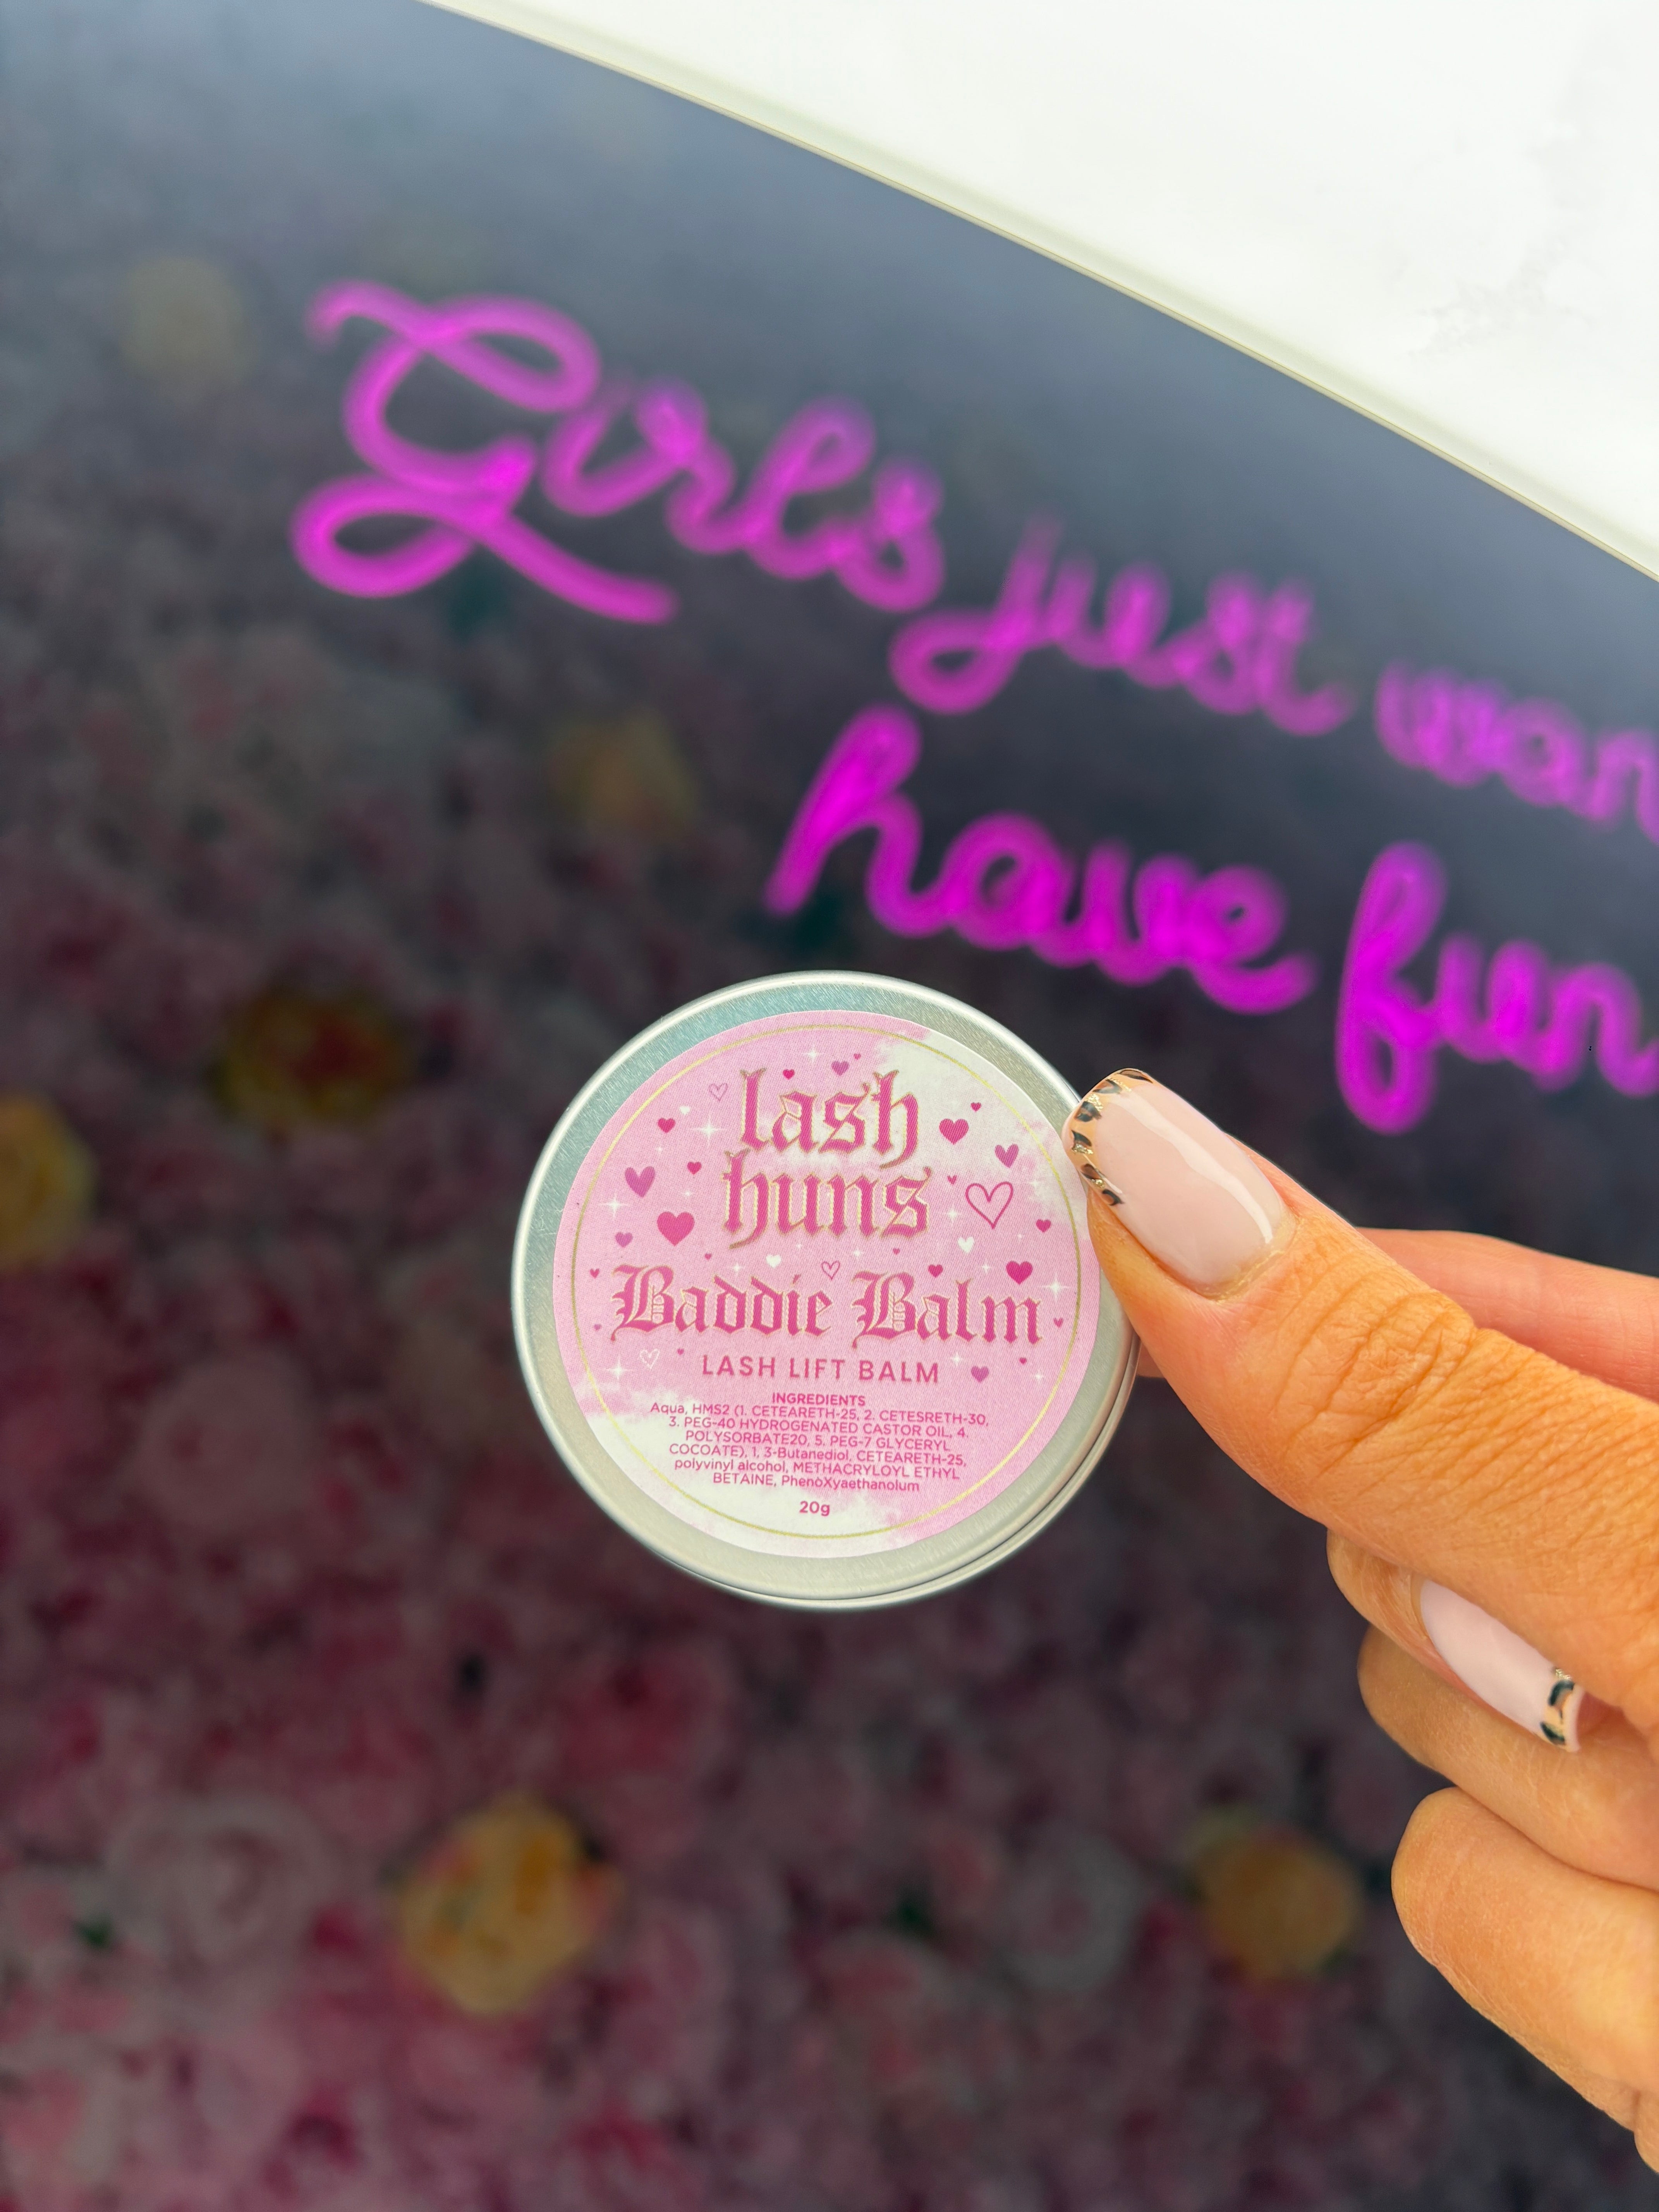 Girls just wan
have fun
lash
huns
Baddie Balm
LASH LIFT BALM
INGREDIENTS
Aqua, HMS2 (1. CETEARETH-25, 2. CETESRETH-30,
3. PEG-40 HYDROGENATED CASTOR OIL, 4.
POLYSORBATE20, 5. PEG-7 GLYCERYL
COCOATE), 1, 3-Butanediol, CETEARETH-25,
polyvinyl alcohol, METHACRYLOYL ETHYL
BETAINE, PhenoXyaethanolum
20g